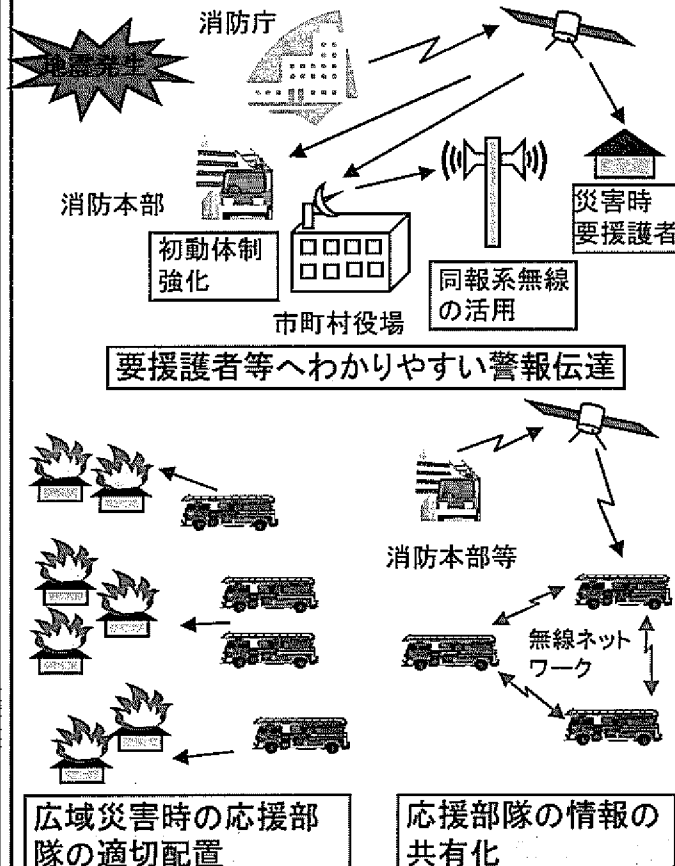 消防庁
地震発生
消防本部
災害時
要援護者
初動体制
強化
同報系無線
の活用
市町村役場
要援護者等へわかりやすい警報伝達
消防本部等
無線ネット
ワーク
広域災害時の応援部
隊の適切配置
応援部隊の情報の
共有化